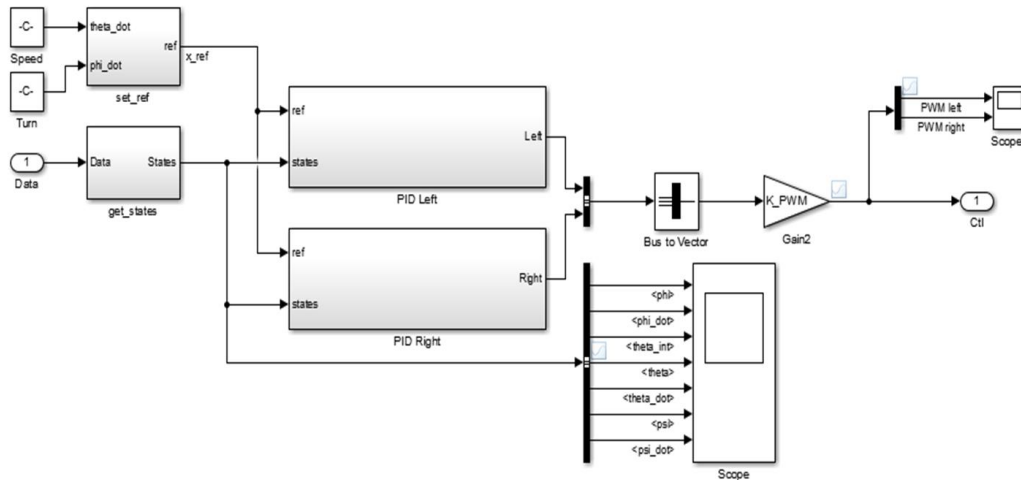 -C-
Speed
-C-
Turn
theta_dot
phi_dot
ref
set_ref
x_ref
1
Data
Data
States
get_states
ref
states
Left
PID Left
ref
states
Right
PID Right
Bus to Vector
K_PWM
Gain2
PWM left
PWM right
Scope
1
Ctl
<phi>
<phi_dot>
<theta_int>
<theta>
<theta_dot>
<psi>
<psi_dot>
Scope